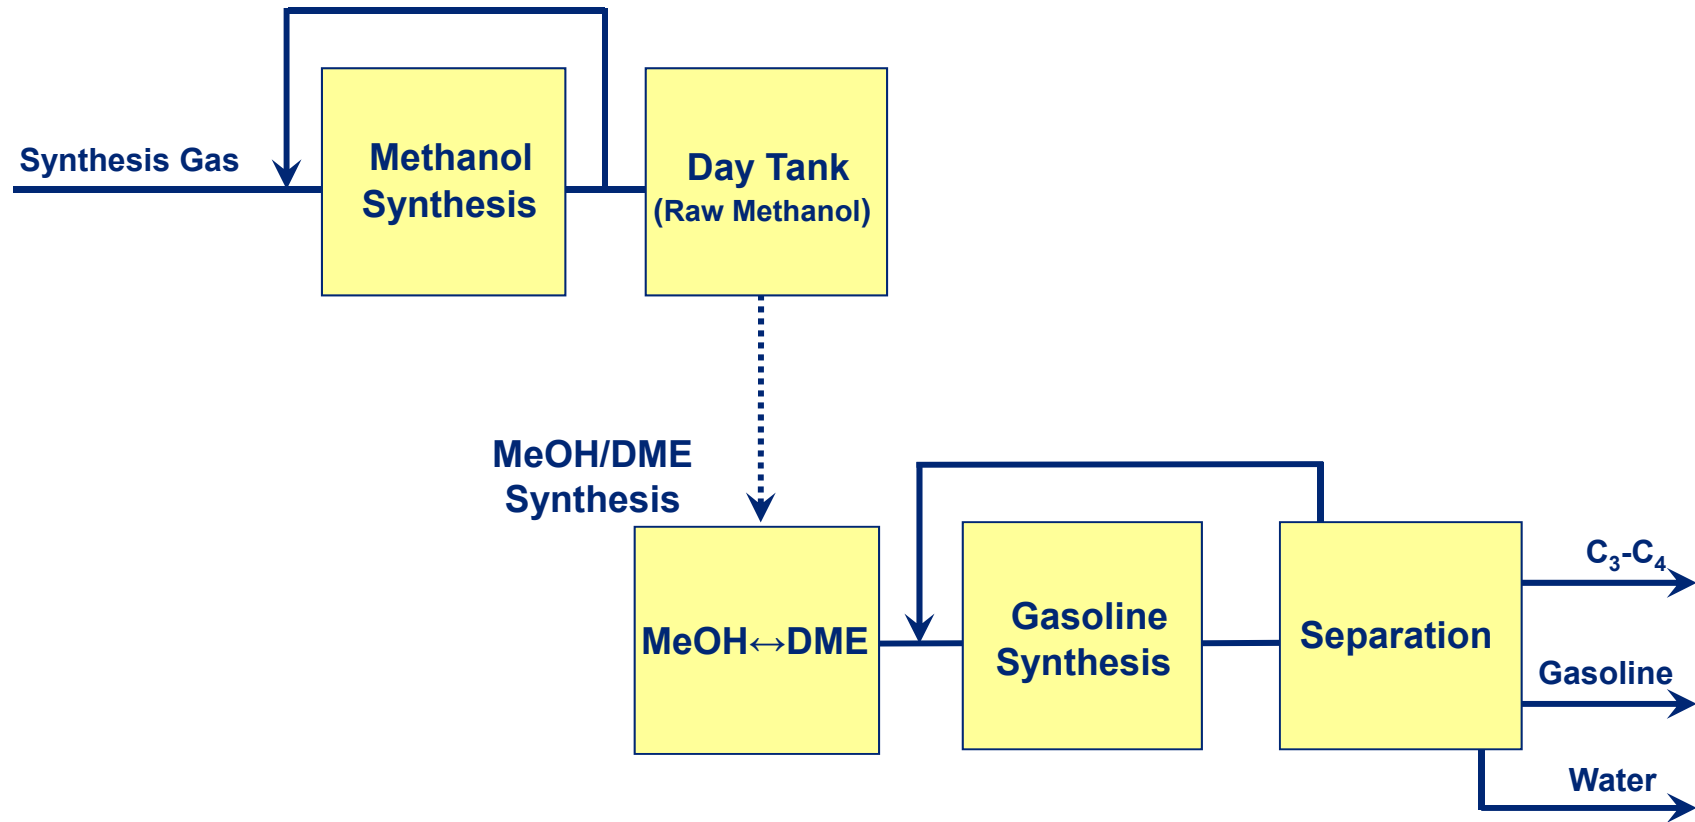 Synthesis Gas
Methanol
Synthesis
Day Tank
(Raw Methanol)
MeOH/DME
Synthesis
MeOH↔DME
Gasoline
Synthesis
Separation
C₃-C₄
Gasoline
Water